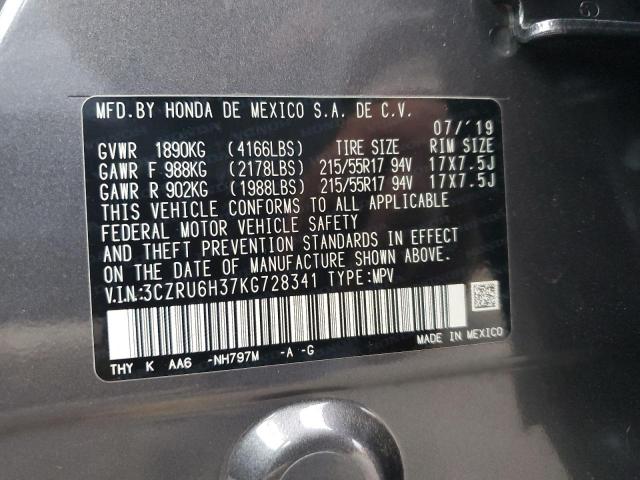 MFD.BY HONDA DE MEXICO S.A. DE C.V.
07/'19
GVWR 1890KG (4166LBS) TIRE SIZE RIM SIZE
GAWR F 988KG (2178LBS) 215/55R17 94V 17X7.5J
GAWR R 902KG (1988LBS) 215/55R17 94V 17X7.5J
THIS VEHICLE CONFORMS TO ALL APPLICABLE
FEDERAL MOTOR VEHICLE SAFETY
AND THEFT PREVENTION STANDARDS IN EFFECT
ON THE DATE OF MANUFACTURE SHOWN ABOVE.
V.I.N.:3CZRU6H37KG728341 TYPE:MPV
THY K AA6 -NH797M -A -G
MADE IN MEXICO